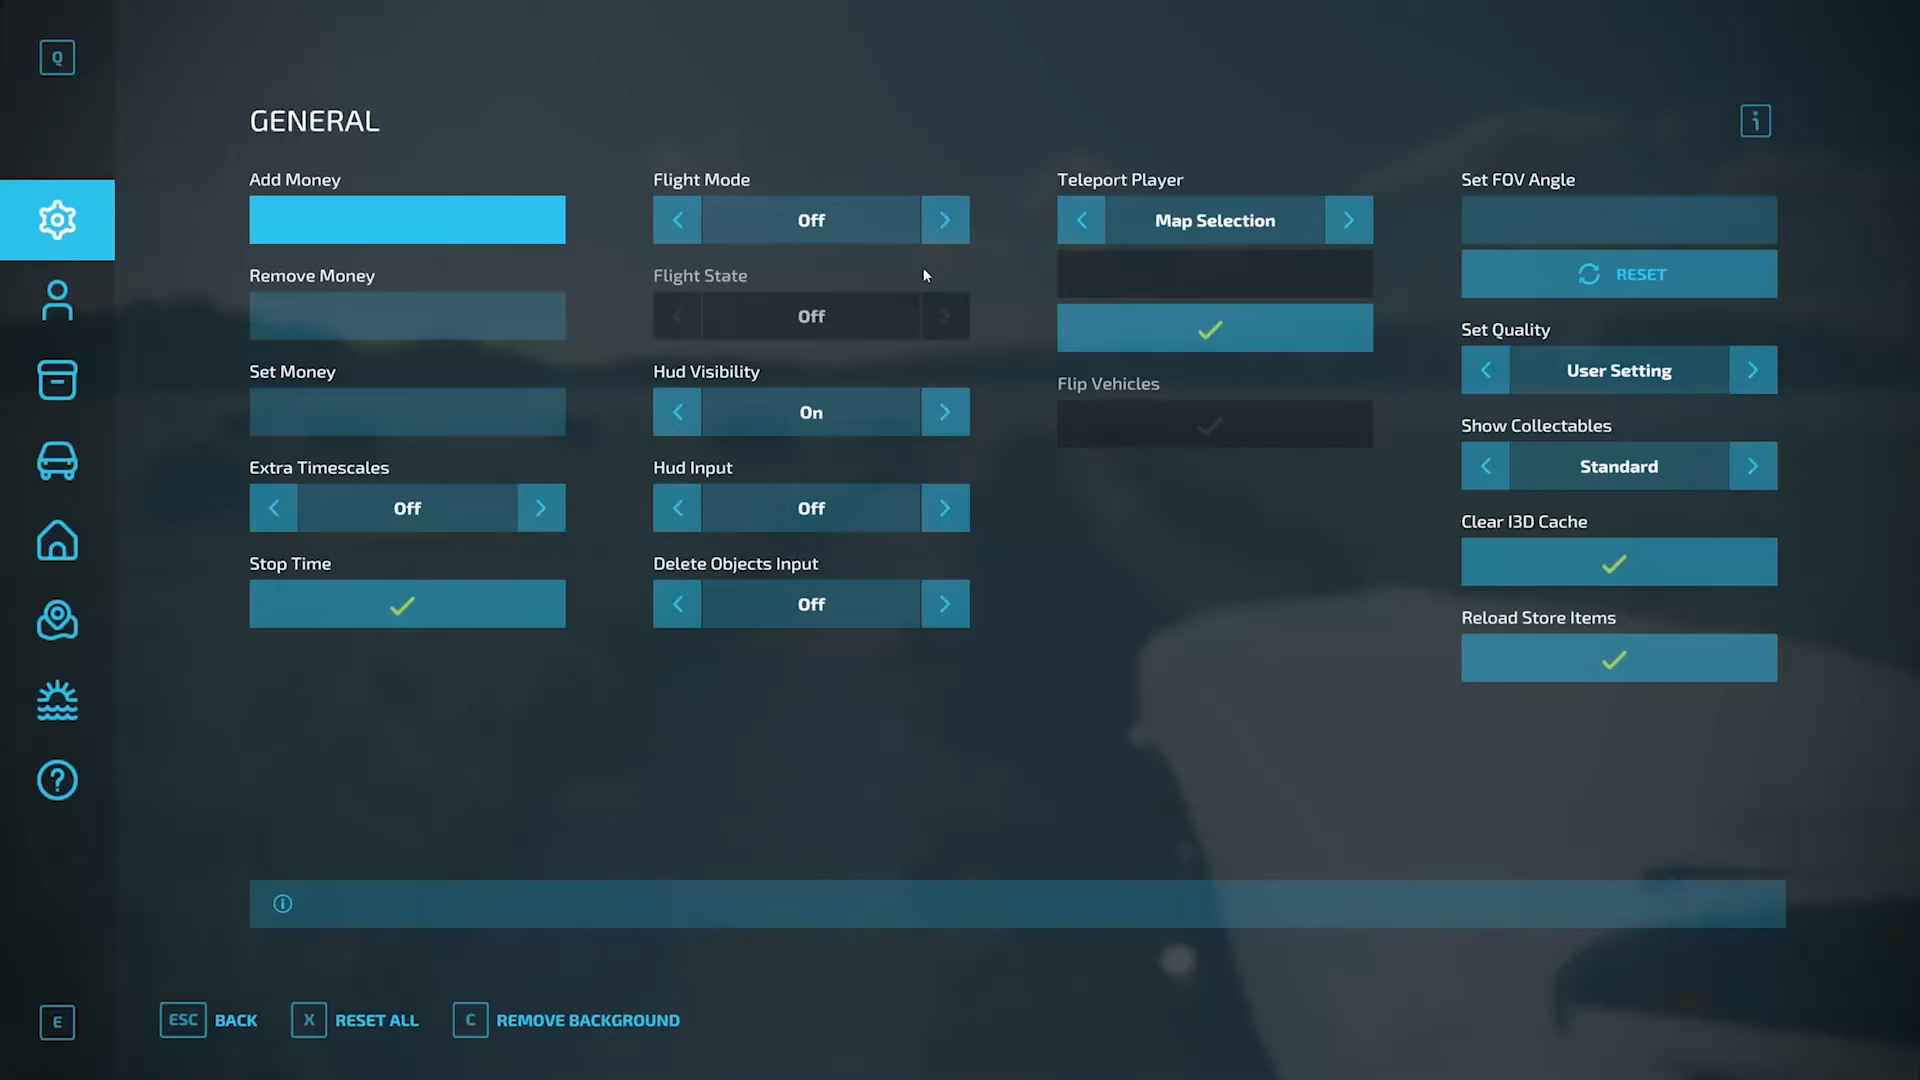 Q
GENERAL
i
Add Money
Remove Money
Set Money
Extra Timescales
Off
Stop Time
Flight Mode
Off
Flight State
Off
Hud Visibility
On
Hud Input
Off
Delete Objects Input
Off
Teleport Player
Map Selection
Flip Vehicles
Set FOV Angle
RESET
Set Quality
User Setting
Show Collectables
Standard
Clear I3D Cache
Reload Store Items
?
i
E
ESC BACK
X RESET ALL
C REMOVE BACKGROUND